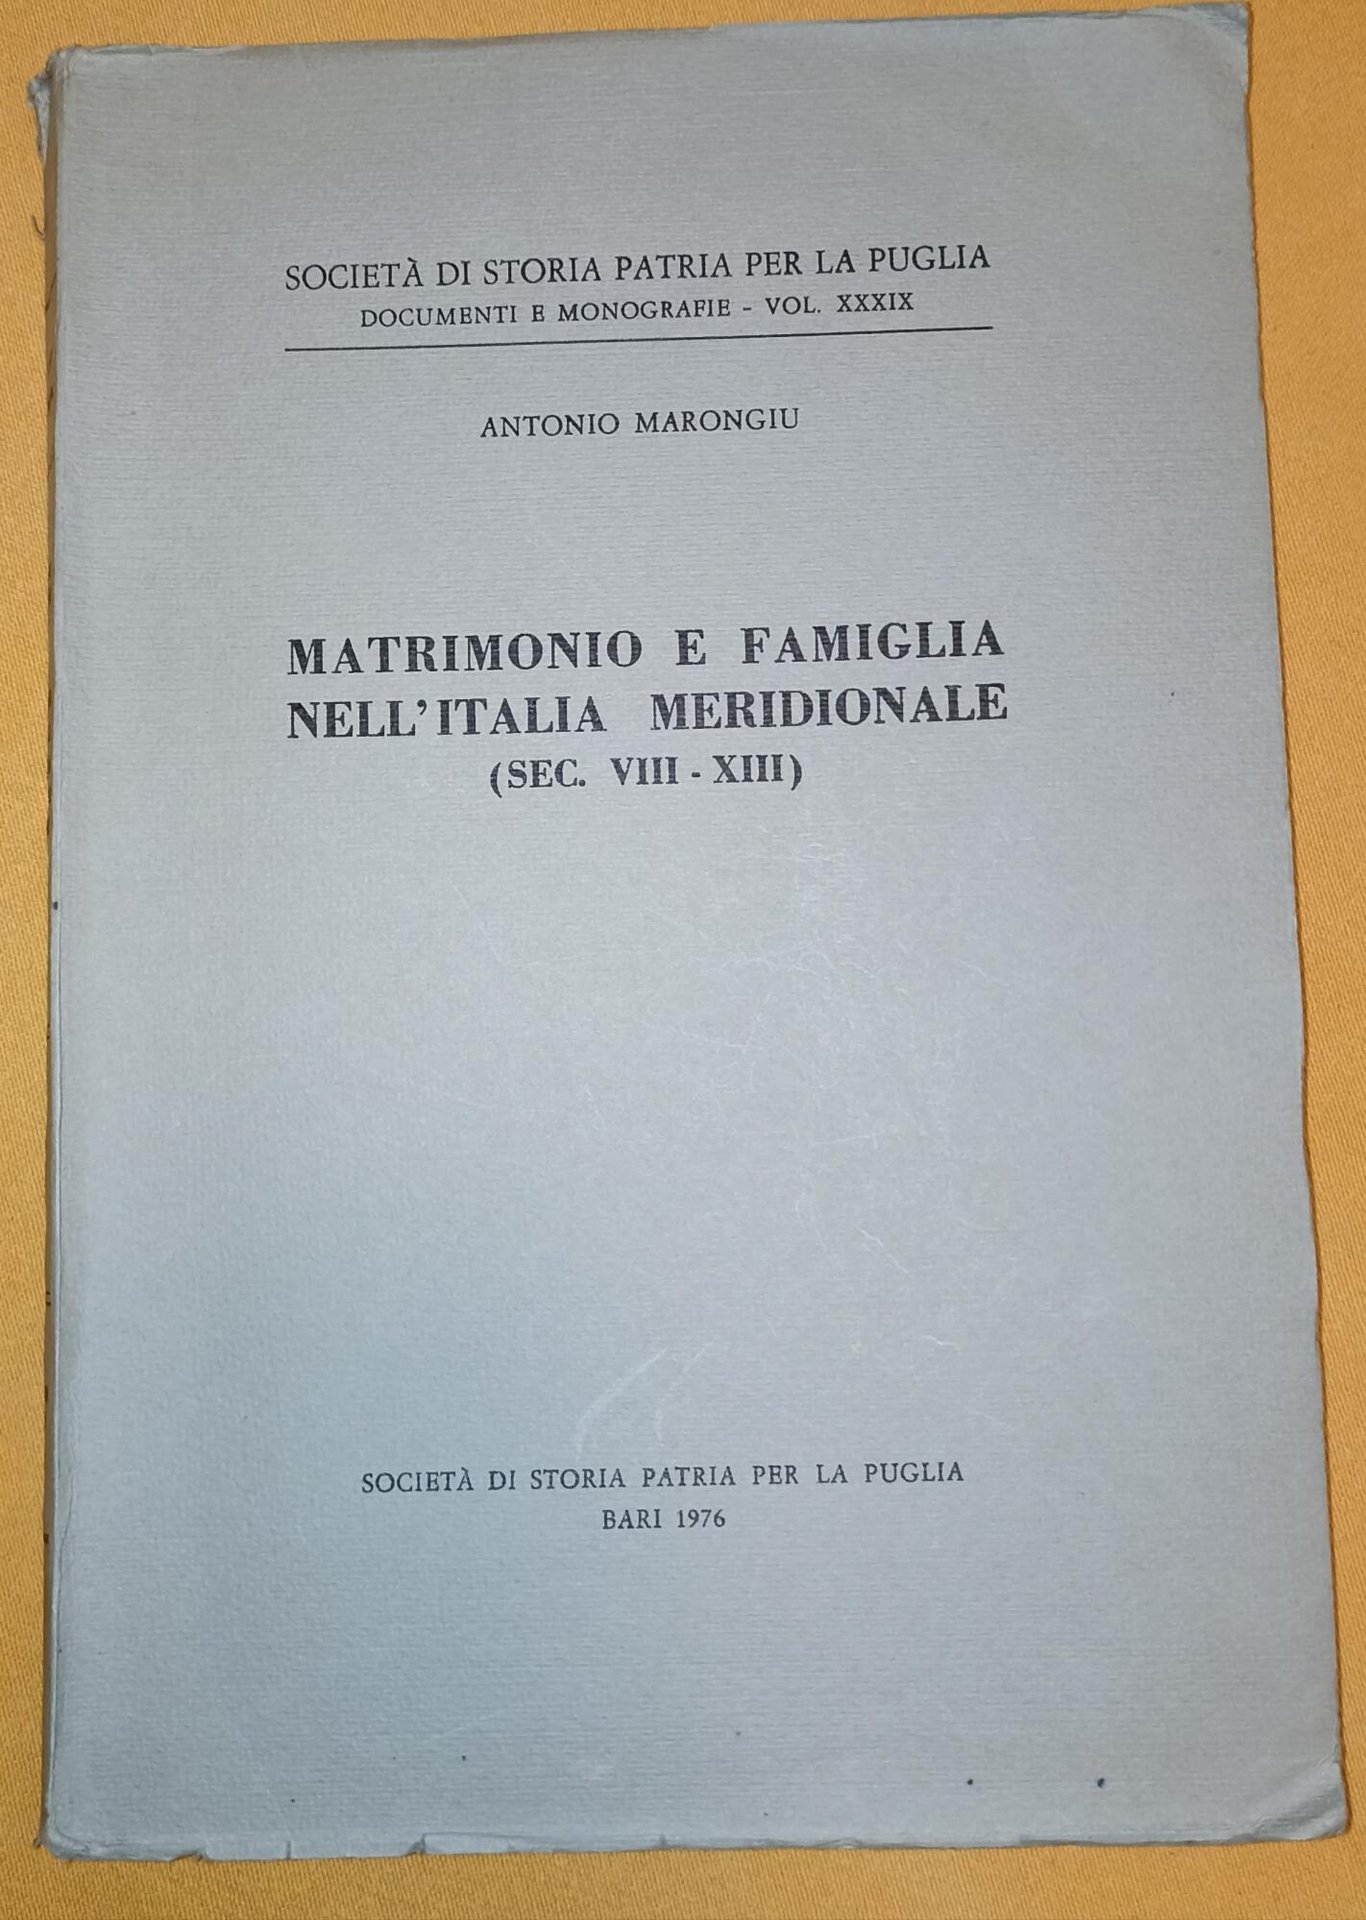 SOCIETÀ DI STORIA PATRIA PER LA PUGLIA
DOCUMENTI E MONOGRAFIE - VOL. XXXIX
ANTONIO MARONGIU
MATRIMONIO E FAMIGLIA
NELL'ITALIA MERIDIONALE
(SEC. VIII - XIII)
SOCIETÀ DI STORIA PATRIA PER LA PUGLIA
BARI 1976